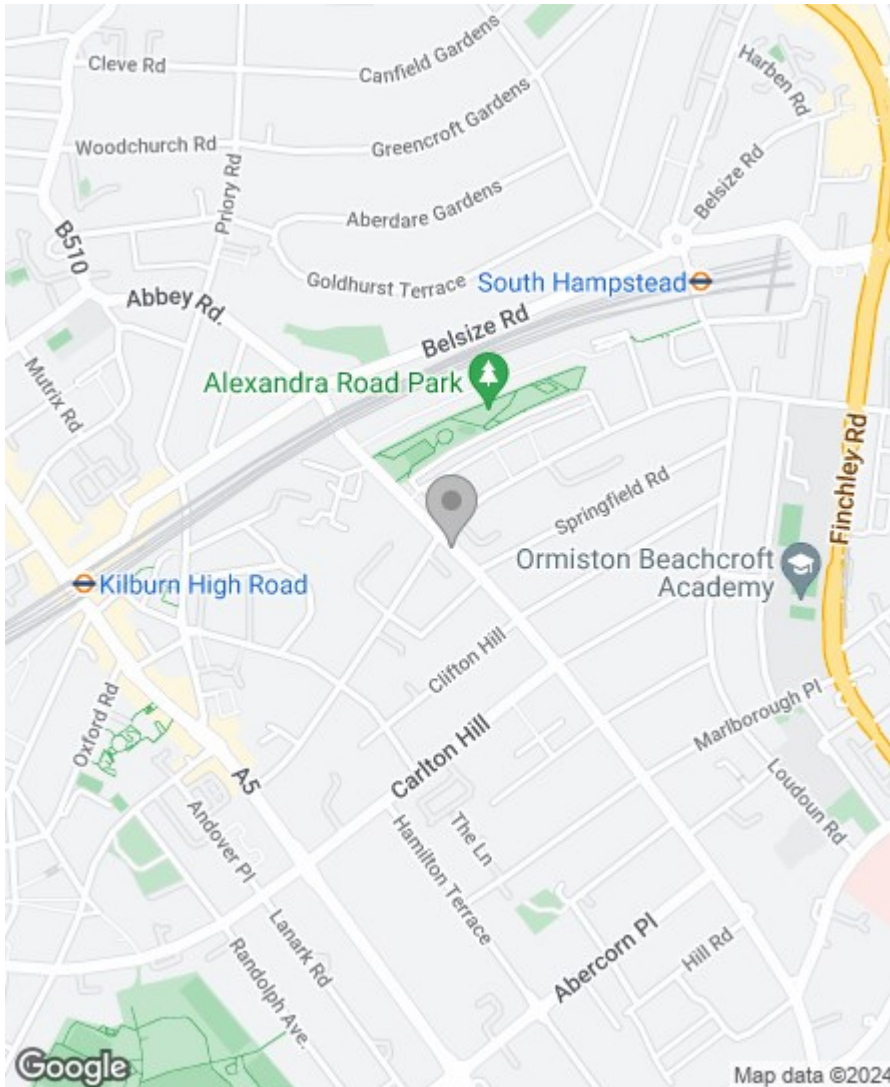 Cleve Rd
Canfield Gardens
Harben Rd
Woodchurch Rd
Greencroft Gardens
Priory Rd
Belsize Rd
Aberdare Gardens
B510
Goldhurst Terrace
South Hampstead
Abbey Rd.
Belsize Rd
Mutrix Rd
Alexandra Road Park
Finchley Rd
Springfield Rd
Ormiston Beachcroft
Academy
Kilburn High Road
Clifton Hill
Oxford Rd
Marlborough Pl
Carlton Hill
A5
Loudoun Rd
Andover Pl
The Ln
Hamilton Terrace
Lanark Rd
Abercorn Pl
Hill Rd
Randolph Ave.
Google
Map data ©2024